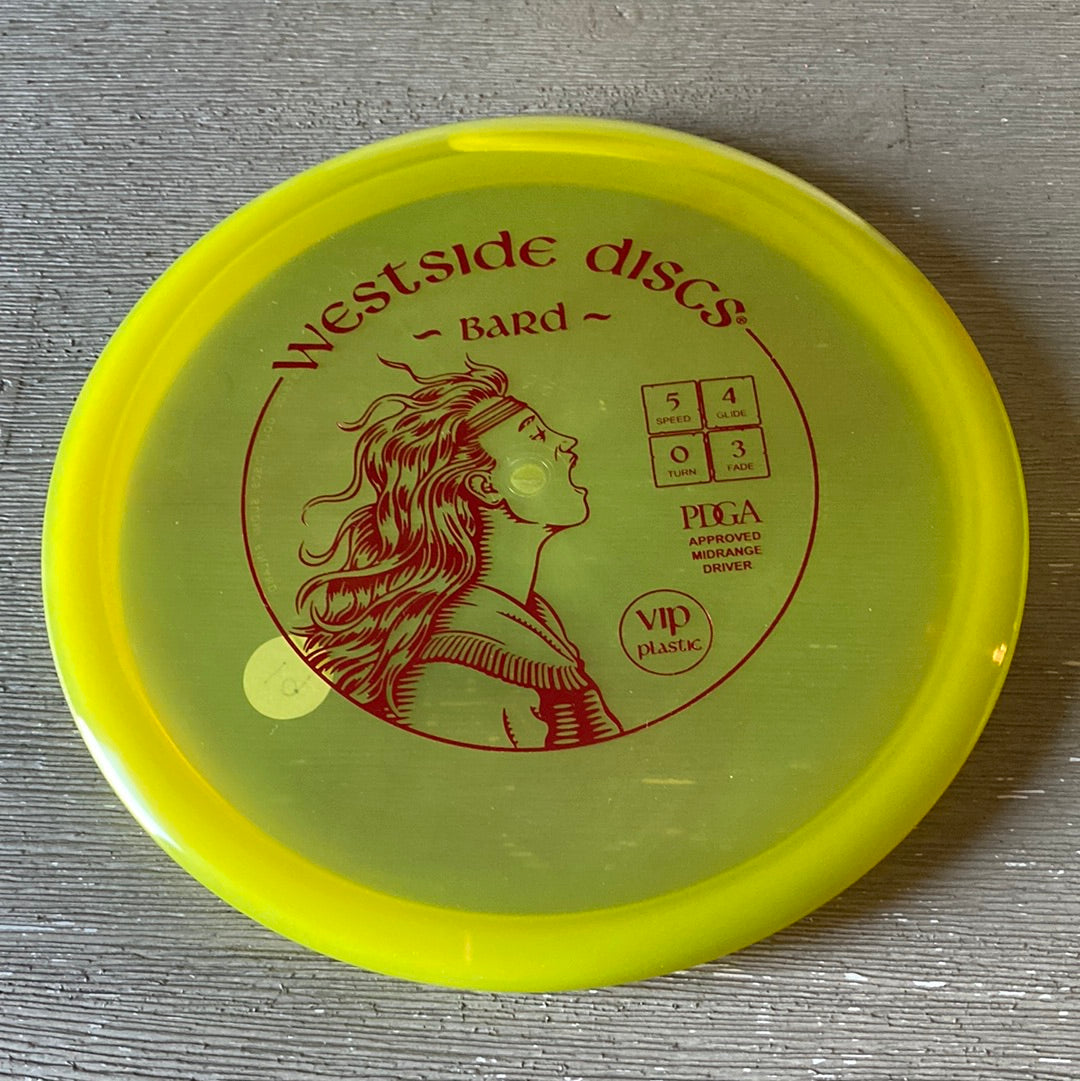 Westside discs®
~ Bard ~
5 4
SPEED GLIDE
0 3
TURN FADE
PDGA
APPROVED
MIDRANGE
DRIVER
VIP
plastic